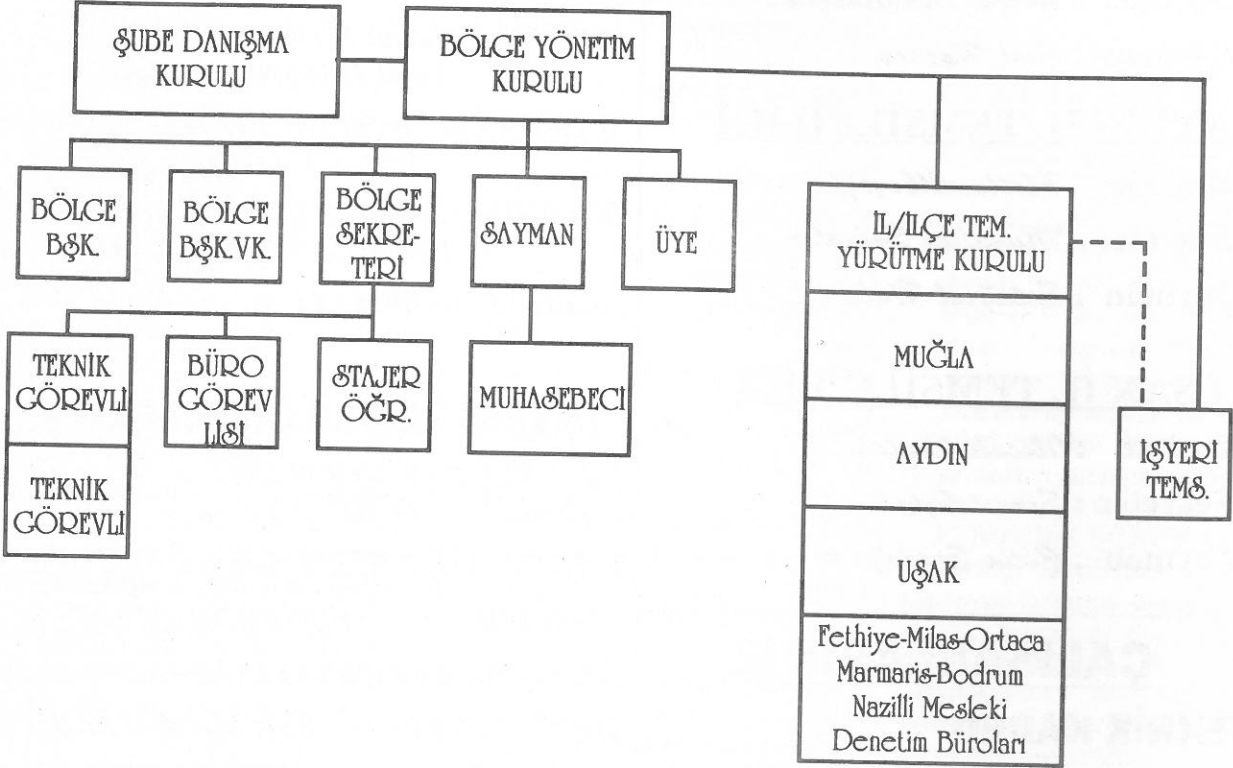 ŞUBE DANIŞMA
KURULU
BÖLGE YÖNETİM
KURULU
BÖLGE
BŞK.
BÖLGE
BŞK.VK.
BÖLGE
SEKRE-
TERİ
SAYMAN
ÜYE
TEKNİK
GÖREVLİ
TEKNİK
GÖREVLİ
BÜRO
GÖREV
LİSİ
STAJER
ÖĞR.
MUHASEBECİ
İL/İLÇE TEM.
YÜRÜTME KURULU
MUĞLA
AYDIN
UŞAK
Fethiye-Milas-Ortaca
Marmaris-Bodrum
Nazilli Mesleki
Denetim Büroları
IŞYERİ
TEMS.